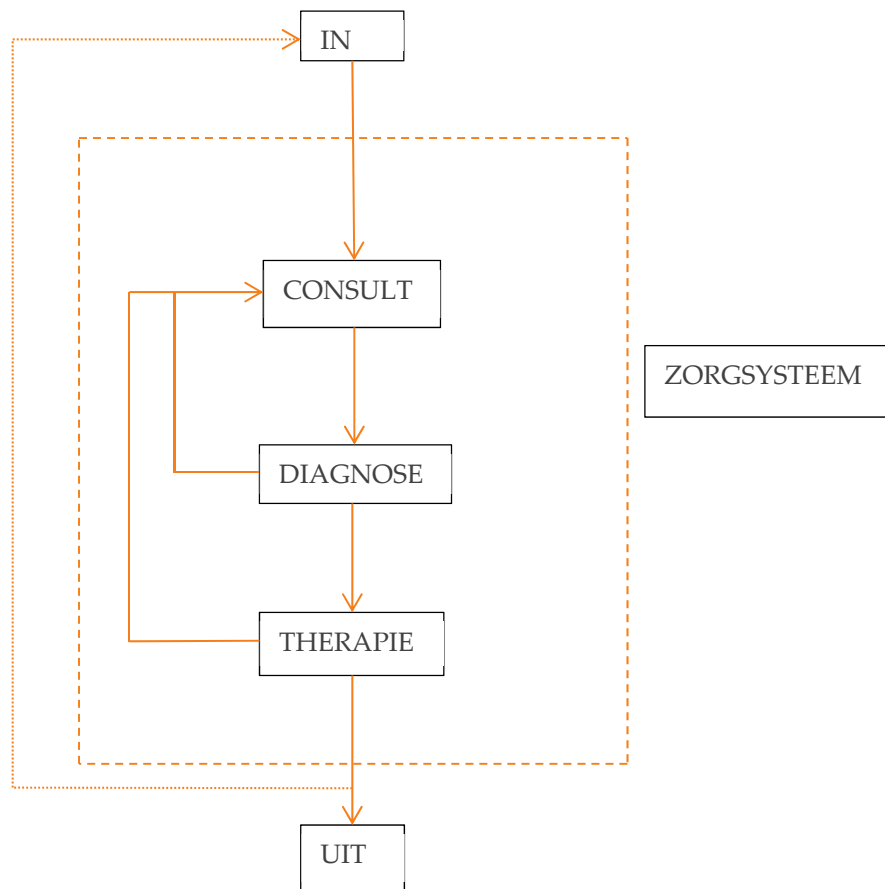 IN
CONSULT
ZORGSYSTEEM
DIAGNOSE
THERAPIE
UIT